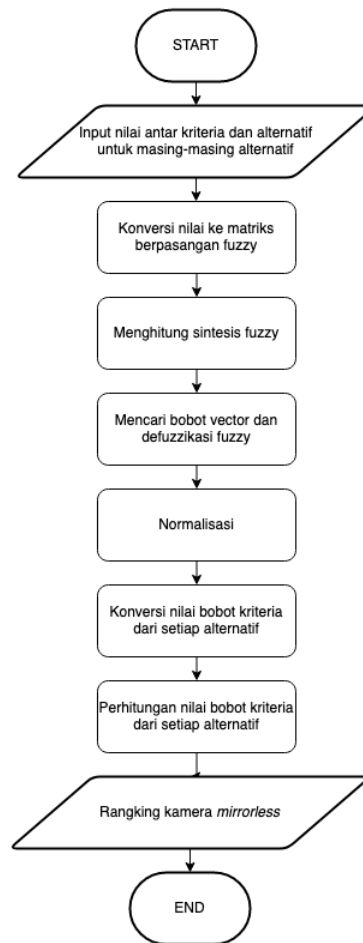 START
Input nilai antar kriteria dan alternatif
untuk masing-masing alternatif
Konversi nilai ke matriks
berpasangan fuzzy
Menghitung sintesis fuzzy
Mencari bobot vector dan
defuzzikasi fuzzy
Normalisasi
Konversi nilai bobot kriteria
dari setiap alternatif
Perhitungan nilai bobot kriteria
dari setiap alternatif
Rangking kamera mirrorless
END